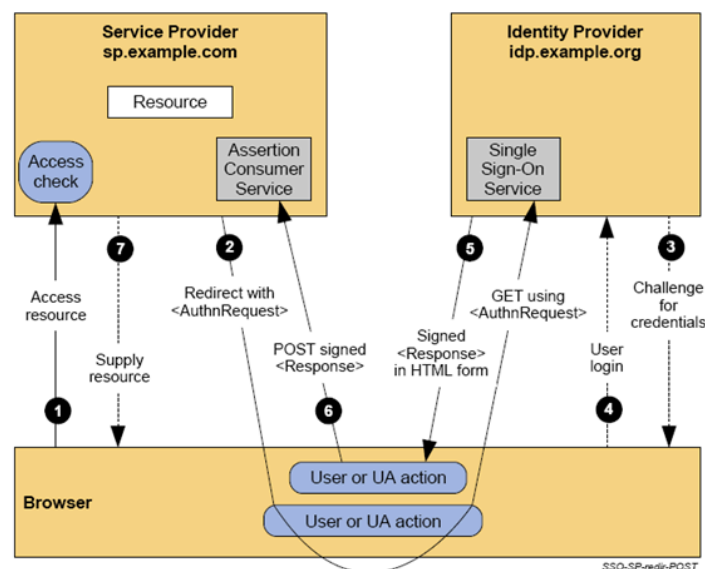 Service Provider
sp.example.com
Identity Provider
idp.example.org
Resource
Access
check
Assertion
Consumer
Service
Single
Sign-On
Service
7
2
5
3
Access
resource
Redirect with
<AuthnRequest>
GET using
<AuthnRequest>
Challenge
for
credentials
Supply
resource
POST signed
<Response>
Signed
<Response>
in HTML form
User
login
1
6
4
User or UA action
Browser
User or UA action
SSO-SP-redir-POST